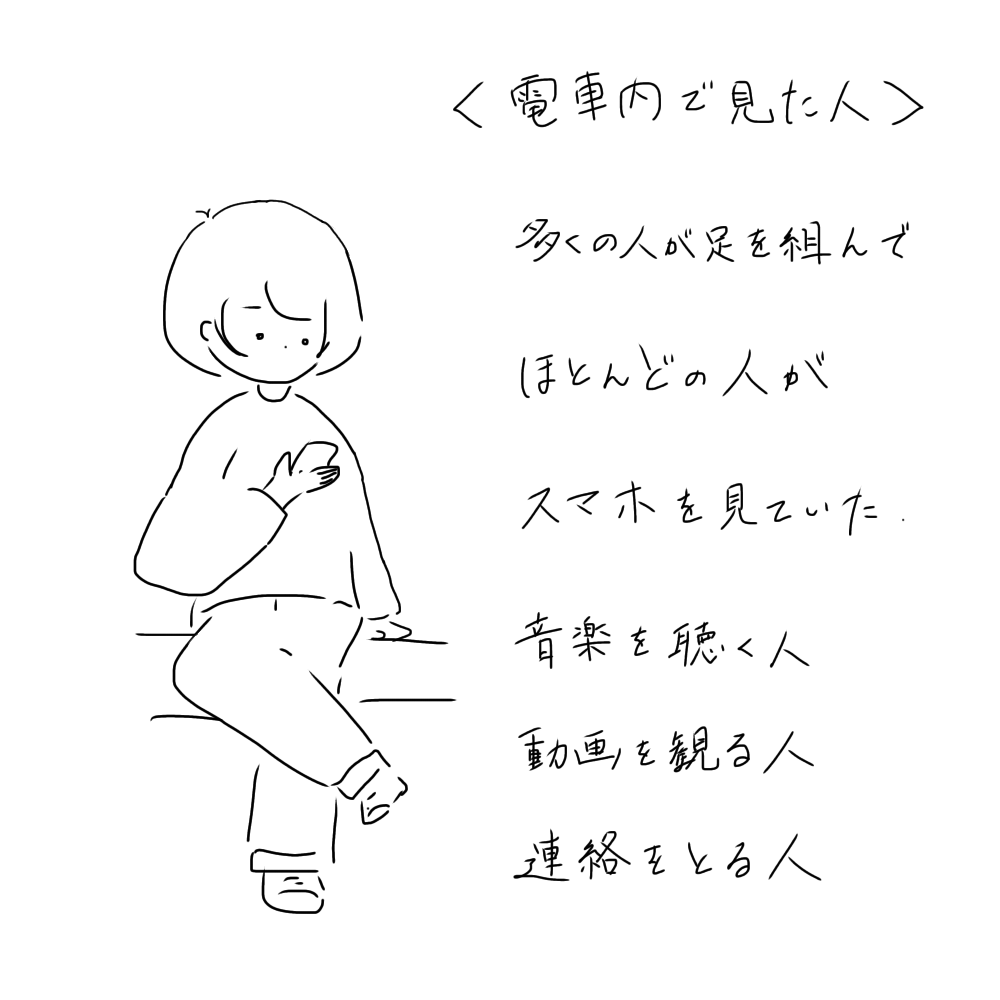 ＜電車内で見た人＞
多くの人が足を組んで
ほとんどの人が
スマホを見ていた.
音楽を聴く人
動画を観る人
連絡をとる人